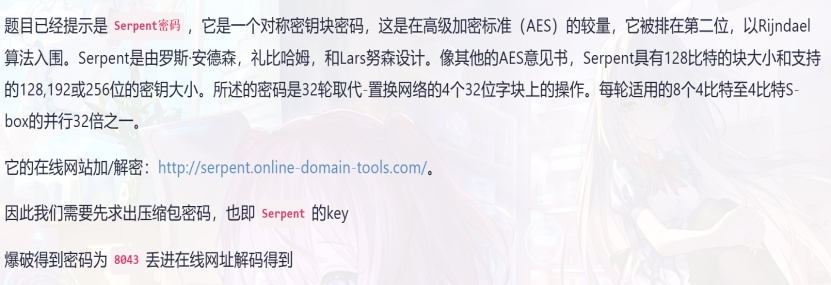 题目已经提示是 Serpent密码 ，它是一个对称密钥块密码，这是在高级加密标准（AES）的较量，它被排在第二位，以Rijndael
算法入围。Serpent是由罗斯·安德森，礼比哈姆，和Lars努森设计。像其他的AES意见书，Serpent具有128比特的块大小和支持
的128,192或256位的密钥大小。所述的密码是32轮取代-置换网络的4个32位字块上的操作。每轮适用的8个4比特至4比特S-
box的并行32倍之一。
它的在线网站加/解密：http://serpent.online-domain-tools.com/。
因此我们需要先求出压缩包密码，也即 Serpent 的key
爆破得到密码为 8043 丢进在线网址解码得到